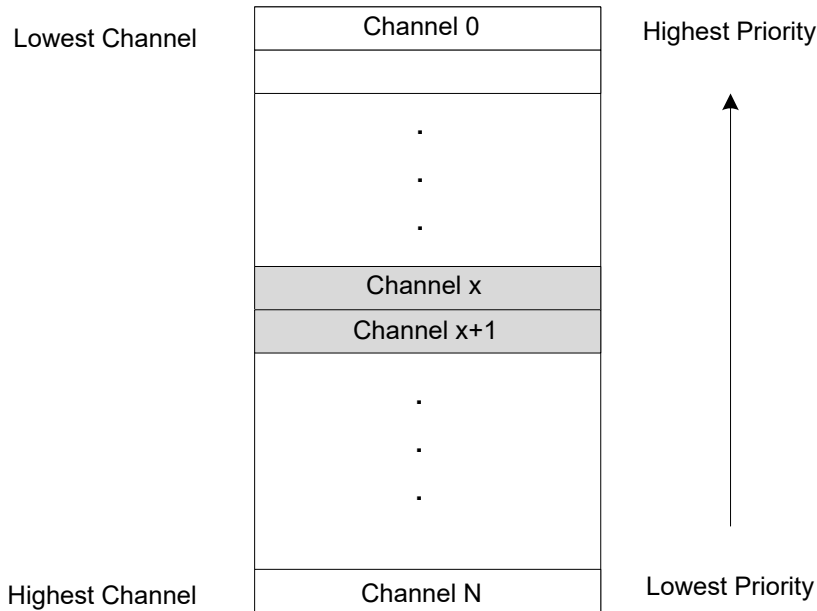 Lowest Channel
Channel 0
Highest Priority
.
.
.
Channel x
Channel x+1
.
.
.
Highest Channel
Channel N
Lowest Priority